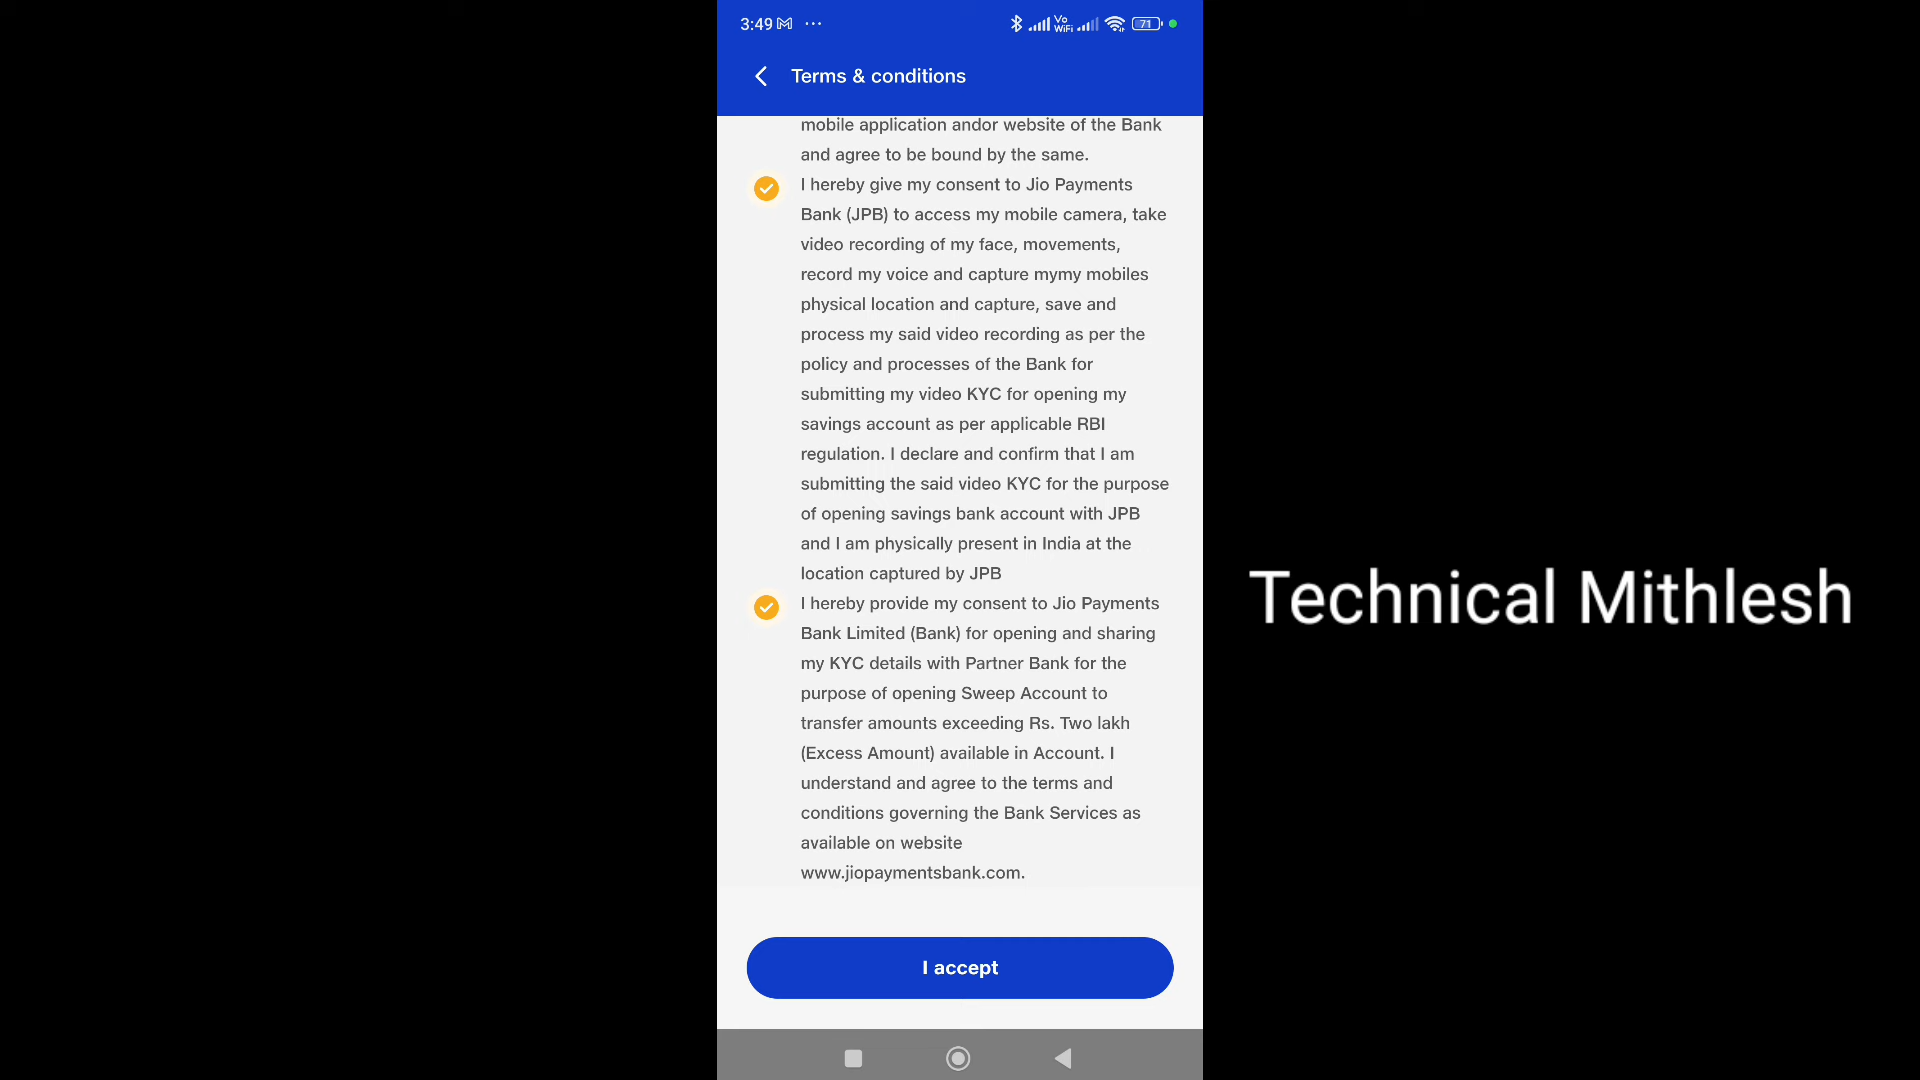 3:49
Vo
WiFi
71
Terms & conditions
mobile application andor website of the Bank
and agree to be bound by the same.
I hereby give my consent to Jio Payments
Bank (JPB) to access my mobile camera, take
video recording of my face, movements,
record my voice and capture mymy mobiles
physical location and capture, save and
process my said video recording as per the
policy and processes of the Bank for
submitting my video KYC for opening my
savings account as per applicable RBI
regulation. I declare and confirm that I am
submitting the said video KYC for the purpose
of opening savings bank account with JPB
and I am physically present in India at the
location captured by JPB
I hereby provide my consent to Jio Payments
Bank Limited (Bank) for opening and sharing
my KYC details with Partner Bank for the
purpose of opening Sweep Account to
transfer amounts exceeding Rs. Two lakh
(Excess Amount) available in Account. I
understand and agree to the terms and
conditions governing the Bank Services as
available on website
www.jiopaymentsbank.com.
I accept
Technical Mithlesh